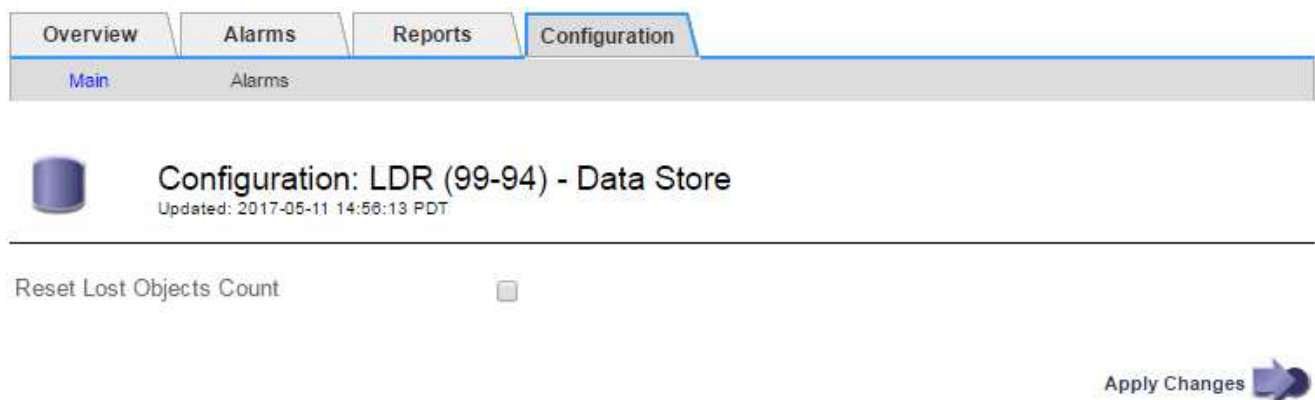 Overview Alarms Reports Configuration
Main Alarms
Configuration: LDR (99-94) - Data Store
Updated: 2017-05-11 14:56:13 PDT
Reset Lost Objects Count
Apply Changes